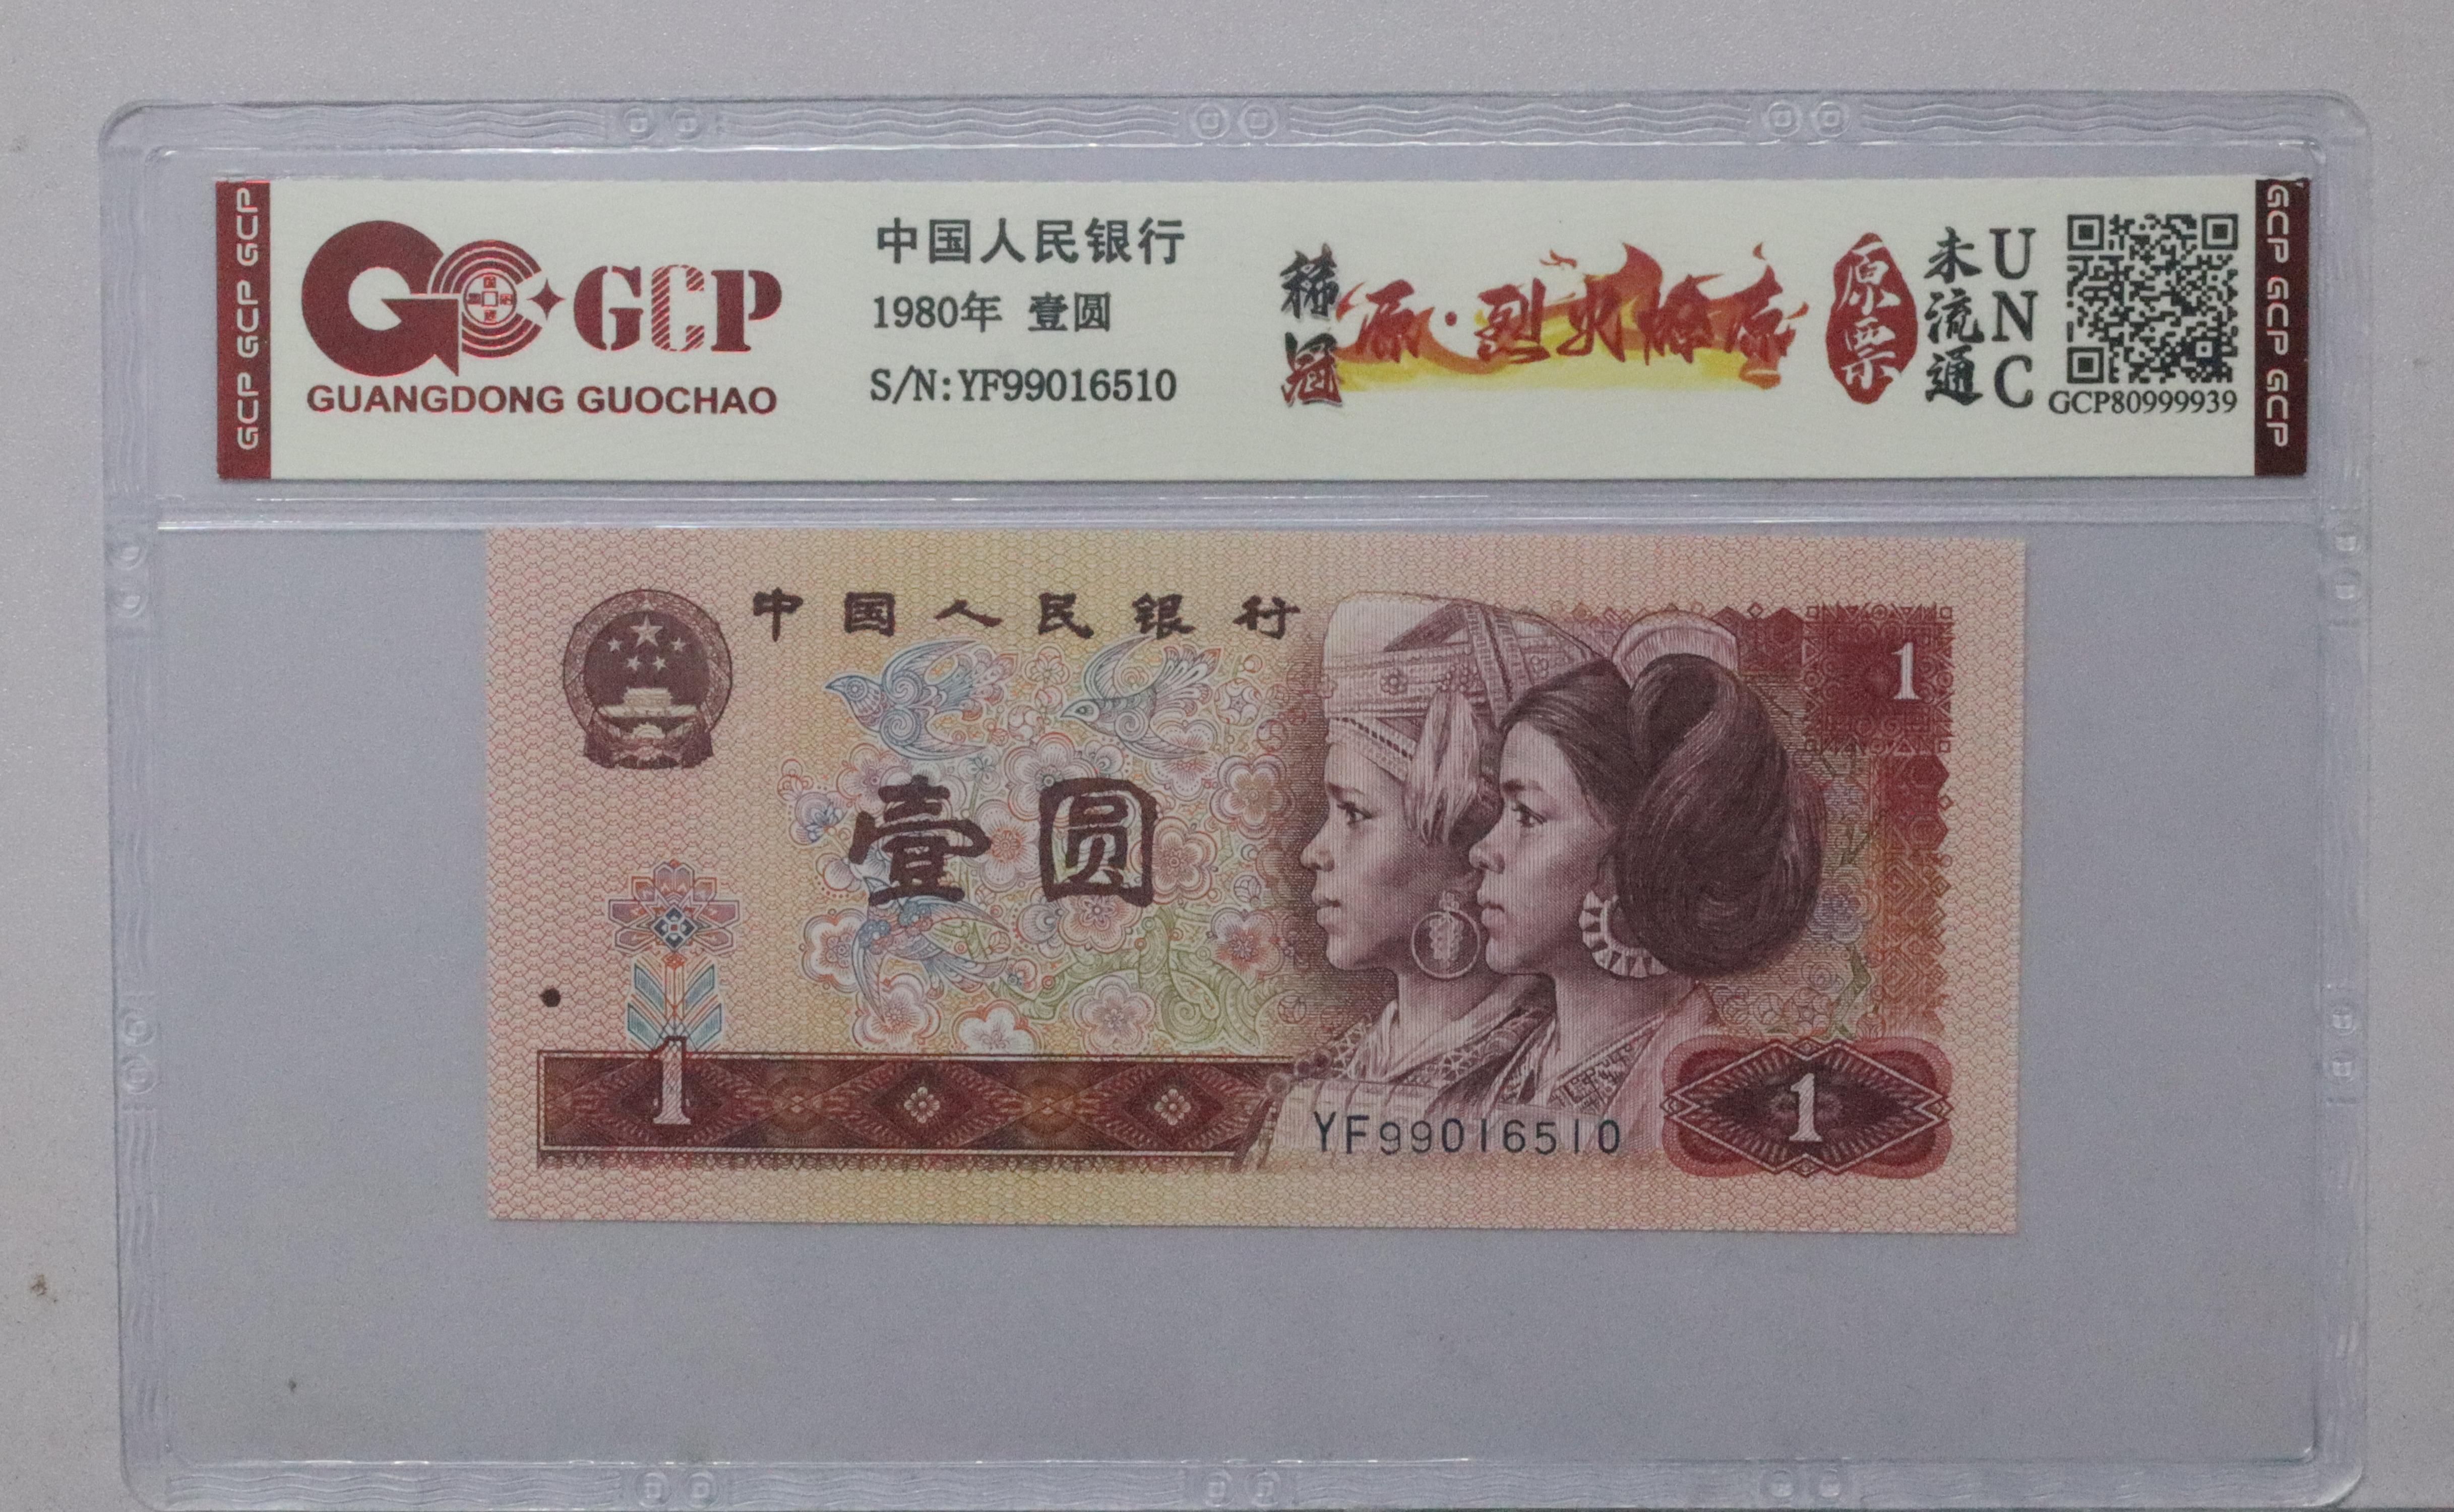 GCP GCP GCP
GCP
GUANGDONG GUOCHAO
中国人民银行
1980年 壹圆
S/N:YF99016510
稀冠
原·烈火燎原
原票
未流通
UNC
GCP80999939
GCP GCP GCP
中国人民银行
1
壹圆
1
YF99016510
1